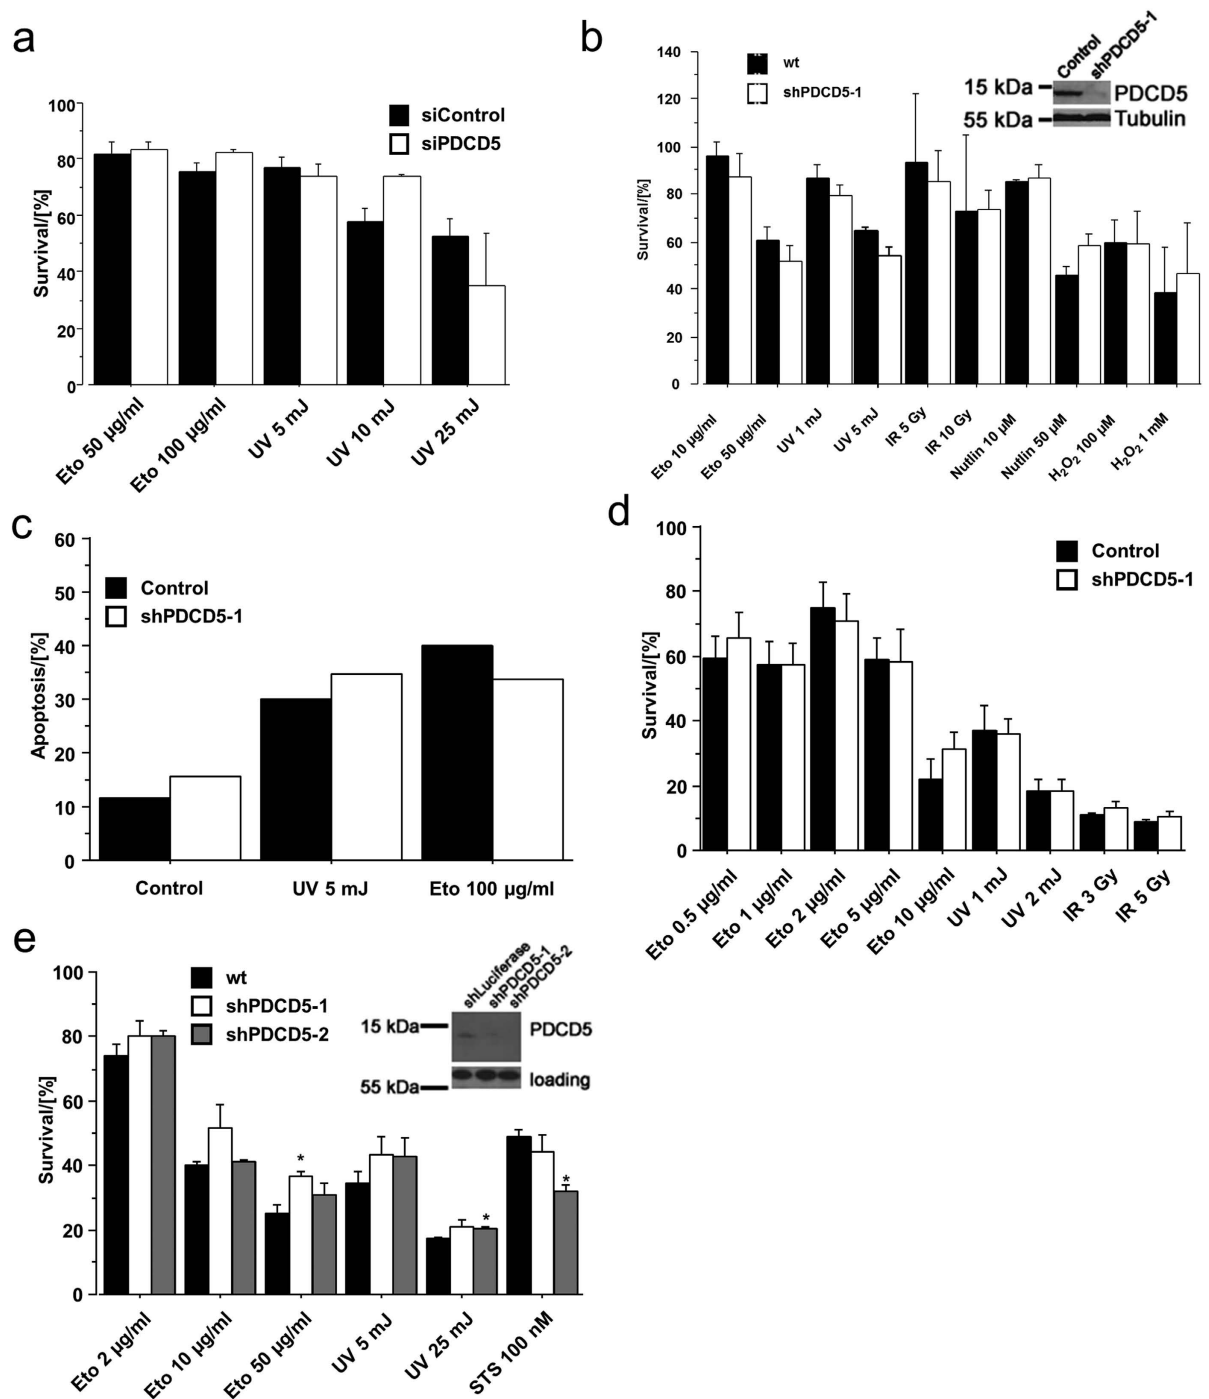 a
100
80
60
40
20
0
Survival/[%]
siControl
siPDCD5
Eto 50 µg/ml
Eto 100 µg/ml
UV 5 mJ
UV 10 mJ
UV 25 mJ
b
140
120
100
80
60
40
20
0
Survival/[%]
wt
shPDCD5-1
Control
shPDCD5-1
15 kDa
PDCD5
55 kDa
Tubulin
Eto 10 µg/ml
Eto 50 µg/ml
UV 1 mJ
UV 5 mJ
IR 5 Gy
IR 10 Gy
Nutlin 10 µM
Nutlin 50 µM
H₂O₂ 100 µM
H₂O₂ 1 mM
c
60
50
40
30
20
10
0
Apoptosis/[%]
Control
shPDCD5-1
Control
UV 5 mJ
Eto 100 µg/ml
d
100
80
60
40
20
0
Survival/[%]
Control
shPDCD5-1
Eto 0.5 µg/ml
Eto 1 µg/ml
Eto 2 µg/ml
Eto 5 µg/ml
Eto 10 µg/ml
UV 1 mJ
UV 2 mJ
IR 3 Gy
IR 5 Gy
e
100
80
60
40
20
0
Survival/[%]
wt
shPDCD5-1
shPDCD5-2
shLuciferase
shPDCD5-1
shPDCD5-2
15 kDa
PDCD5
55 kDa
loading
*
*
*
Eto 2 µg/ml
Eto 10 µg/ml
Eto 50 µg/ml
UV 5 mJ
UV 25 mJ
STS 100 nM